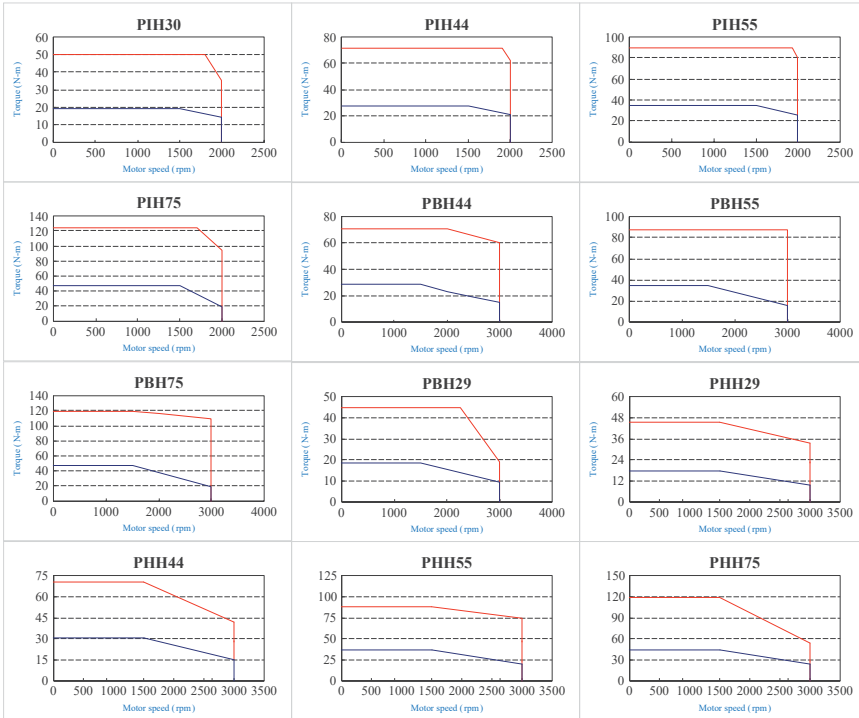 PIH30
60
50
40
30
20
10
0
Torque (N-m)
0 500 1000 1500 2000 2500
Motor speed (rpm)
PIH44
80
60
40
20
0
Torque (N-m)
0 500 1000 1500 2000 2500
Motor speed (rpm)
PIH55
100
80
60
40
20
0
Torque (N-m)
0 500 1000 1500 2000 2500
Motor speed (rpm)
PIH75
140
120
100
80
60
40
20
0
Torque (N-m)
0 500 1000 1500 2000 2500
Motor speed (rpm)
PBH44
80
60
40
20
0
Torque (N-m)
0 1000 2000 3000 4000
Motor speed (rpm)
PBH55
100
80
60
40
20
0
Torque (N-m)
0 1000 2000 3000 4000
Motor speed (rpm)
PBH75
140
120
100
80
60
40
20
0
Torque (N-m)
0 1000 2000 3000 4000
Motor speed (rpm)
PBH29
50
40
30
20
10
0
Torque (N-m)
0 1000 2000 3000 4000
Motor speed (rpm)
PHH29
60
48
36
24
12
0
Torque (N-m)
0 500 1000 1500 2000 2500 3000 3500
Motor speed (rpm)
PHH44
75
60
45
30
15
0
Torque (N-m)
0 500 1000 1500 2000 2500 3000 3500
Motor speed (rpm)
PHH55
125
100
75
50
25
0
Torque (N-m)
0 500 1000 1500 2000 2500 3000 3500
Motor speed (rpm)
PHH75
150
120
90
60
30
0
Torque (N-m)
0 500 1000 1500 2000 2500 3000 3500
Motor speed (rpm)